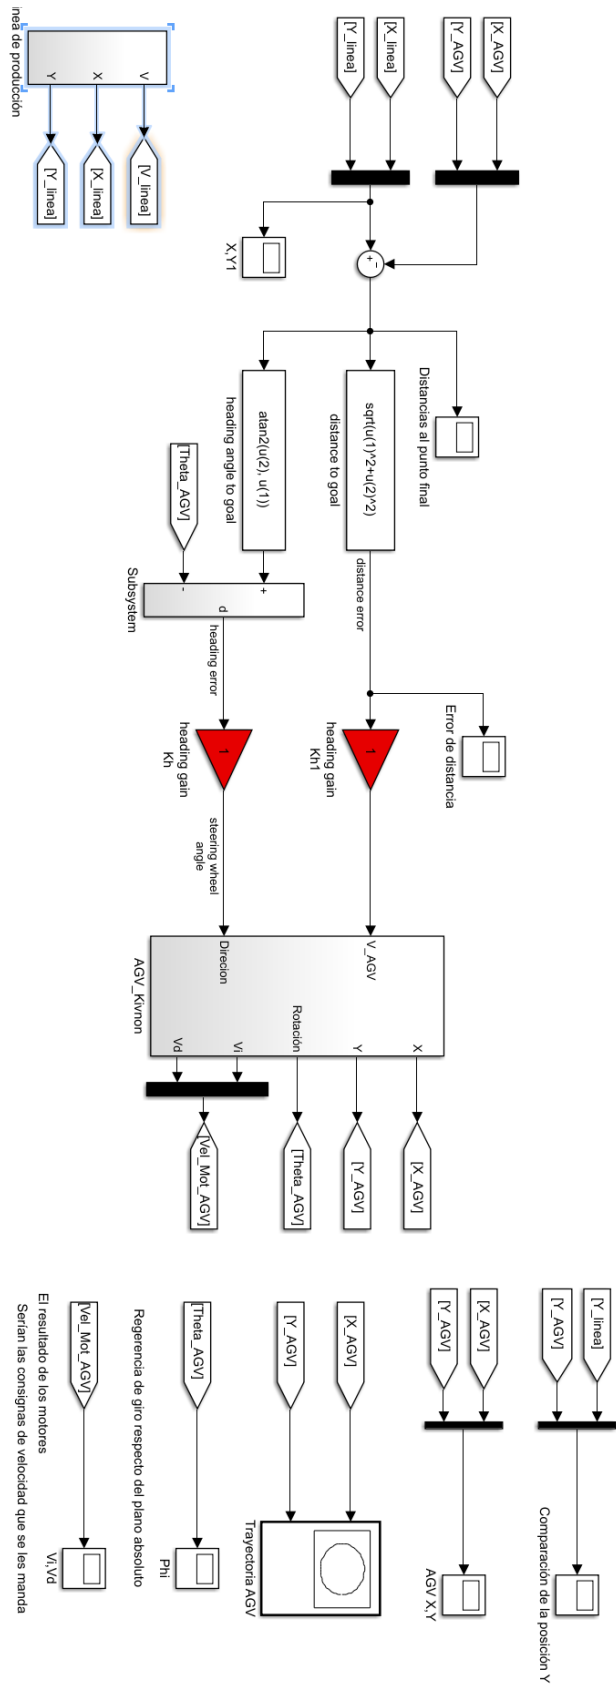 [X_AGV]
[Y_AGV]
[X_linea]
[Y_linea]
+
-
X,Y1
Distancias al punto final
sqrt(u(1)^2+u(2)^2)
distance to goal
distance error
Error de distancia
atan2(u(2), u(1))
heading angle to goal
[Theta_AGV]
+
-
d
Subsystem
heading error
1
heading gain
Kh1
1
heading gain
Kh
steering wheel
angle
V_AGV
Direcion
X
Y
Rotación
Vi
Vd
AGV_Kivnon
[X_AGV]
[Y_AGV]
[Theta_AGV]
[Vel_Mot_AGV]
[Y_linea]
[Y_AGV]
Comparación de la posición Y
[X_AGV]
[Y_AGV]
AGV X,Y
[X_AGV]
[Y_AGV]
Trayectoria AGV
[Theta_AGV]
Phi
Regerencia de giro respecto del plano absoluto
[Vel_Mot_AGV]
Vi,Vd
El resultado de los motores
Serían las consignas de velocidad que se les manda
V
X
Y
inea de producción
[V_linea]
[X_linea]
[Y_linea]